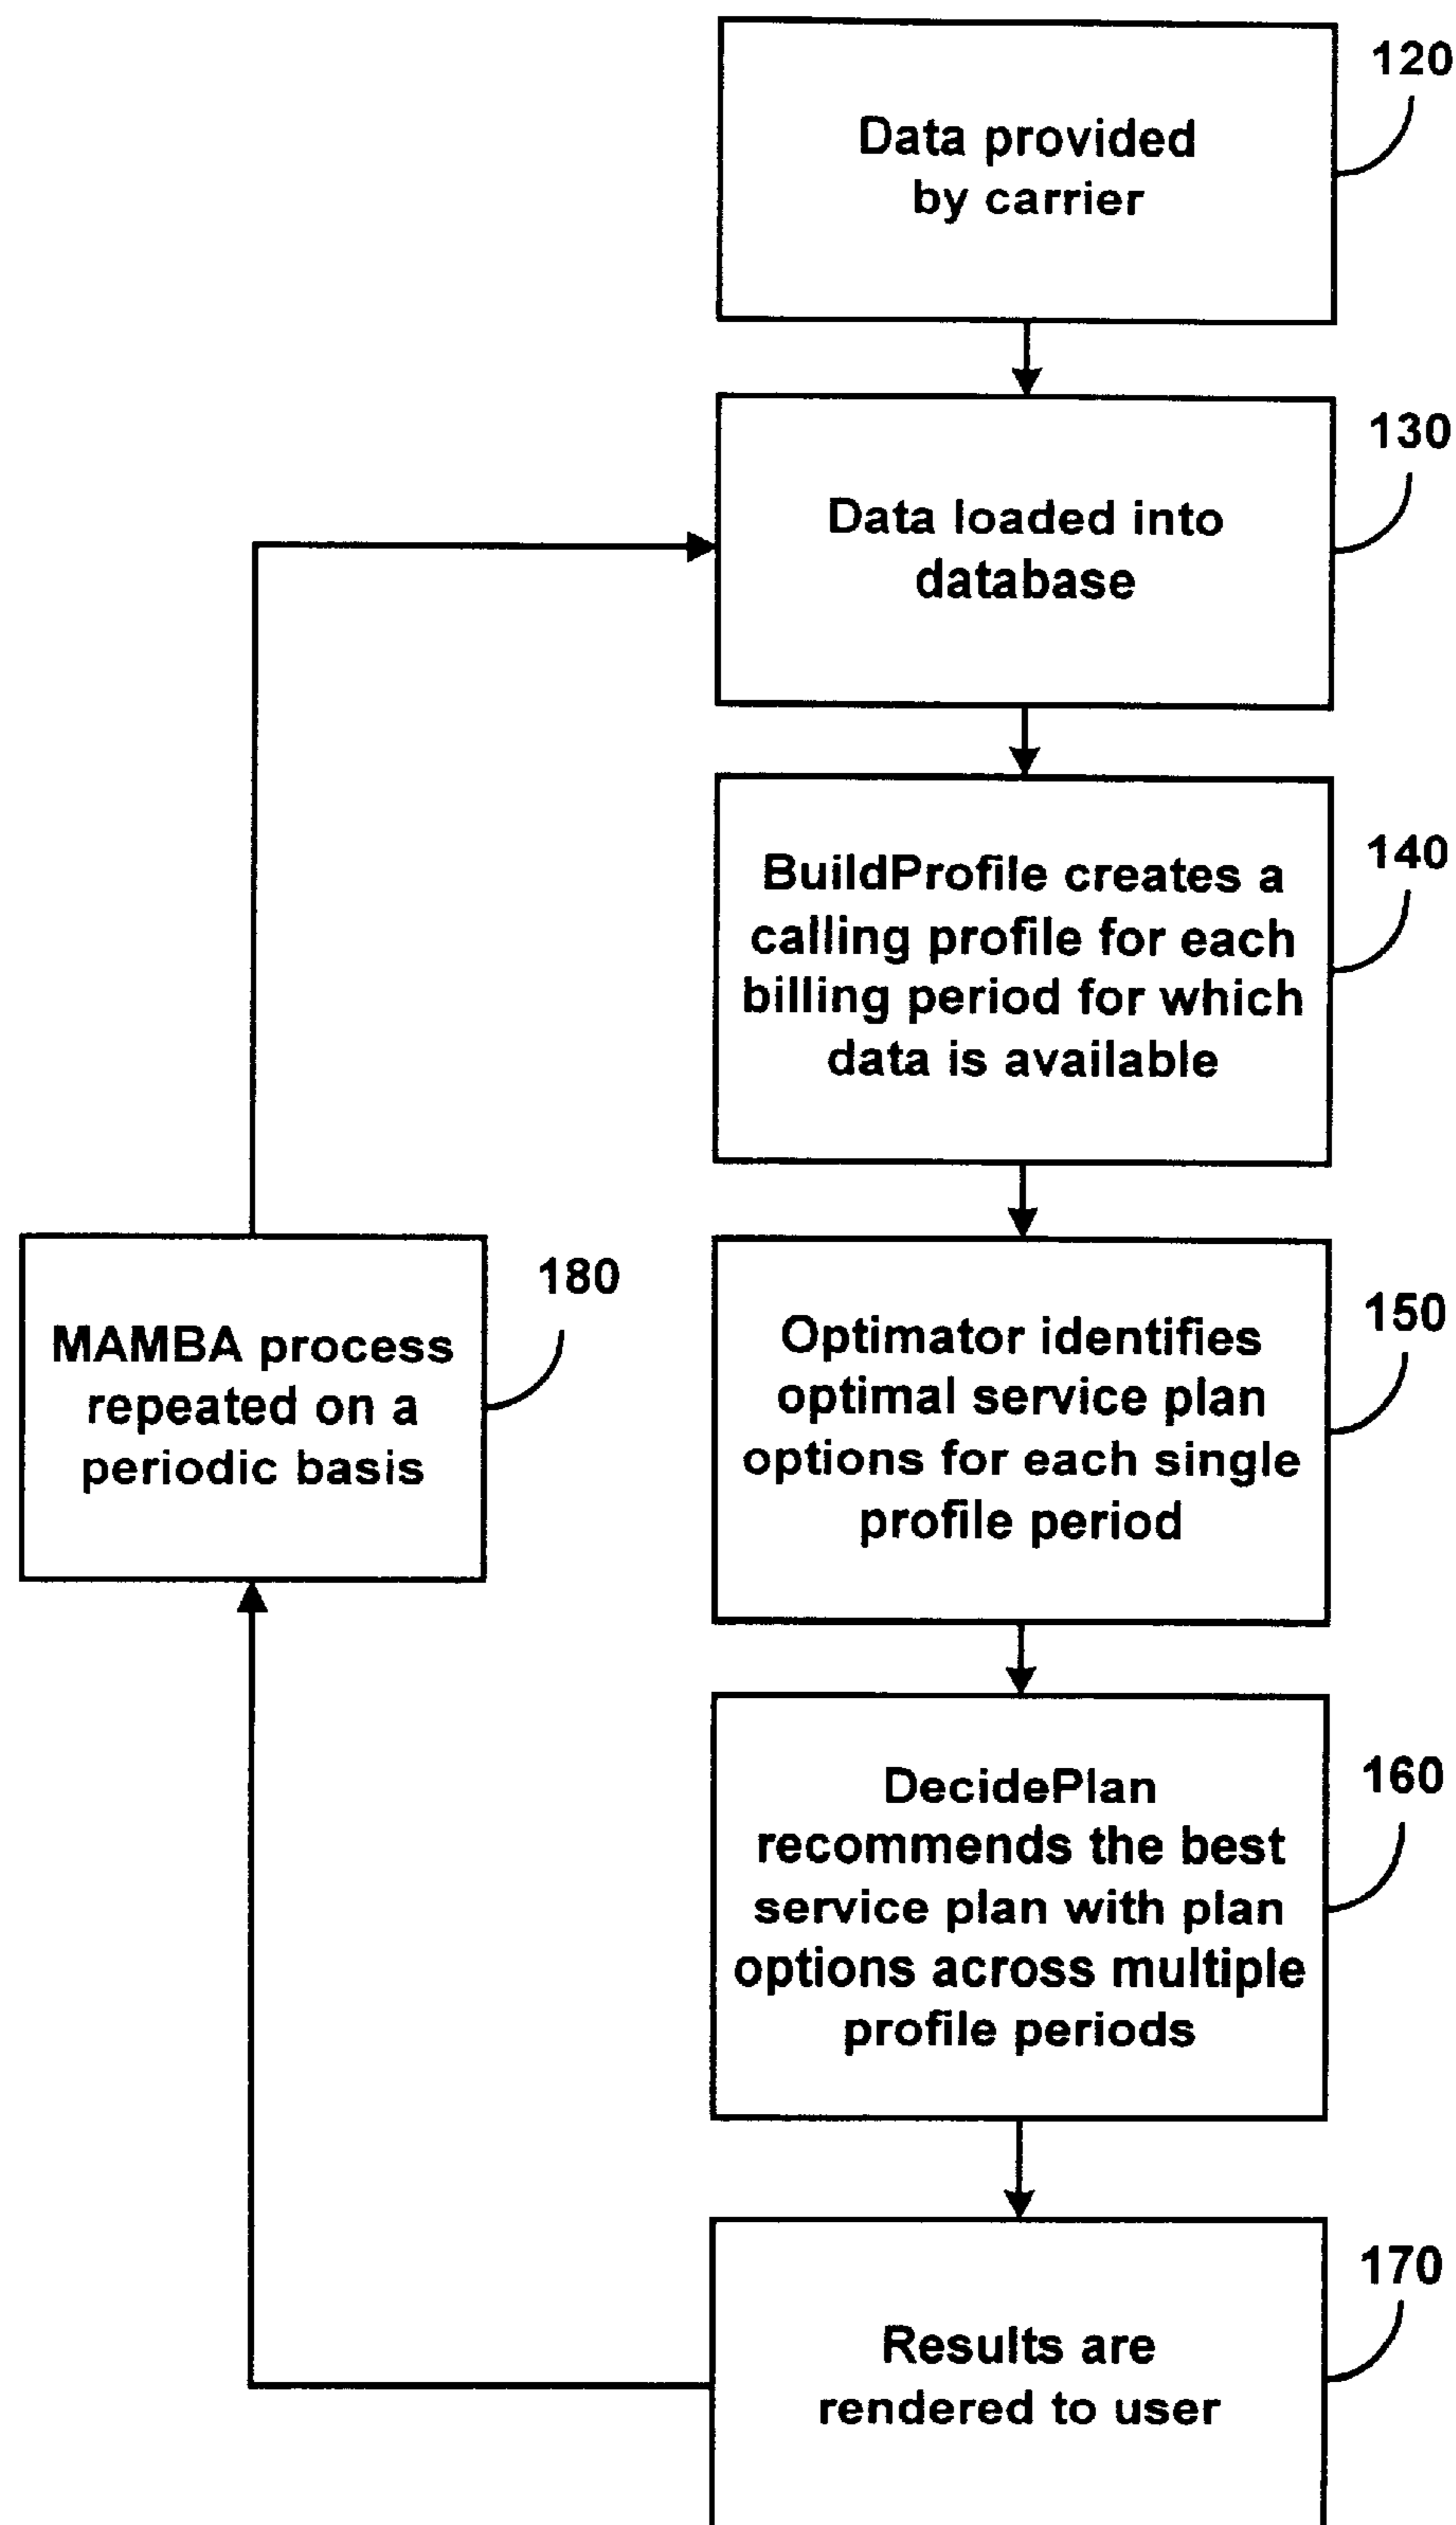 120
Data provided
by carrier
130
Data loaded into
database
140
BuildProfile creates a
calling profile for each
billing period for which
data is available
180
MAMBA process
repeated on a
periodic basis
150
Optimator identifies
optimal service plan
options for each single
profile period
160
DecidePlan
recommends the best
service plan with plan
options across multiple
profile periods
170
Results are
rendered to user